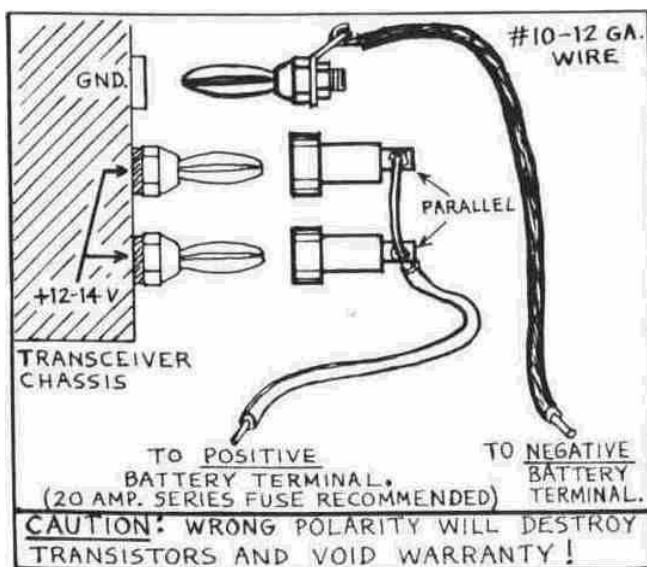 #10-12 GA.
WIRE
GND.
PARALLEL
+12-14 V
TRANSCEIVER
CHASSIS
TO POSITIVE
BATTERY TERMINAL.
(20 AMP. SERIES FUSE RECOMMENDED)
TO NEGATIVE
BATTERY
TERMINAL.
CAUTION: WRONG POLARITY WILL DESTROY
TRANSISTORS AND VOID WARRANTY!